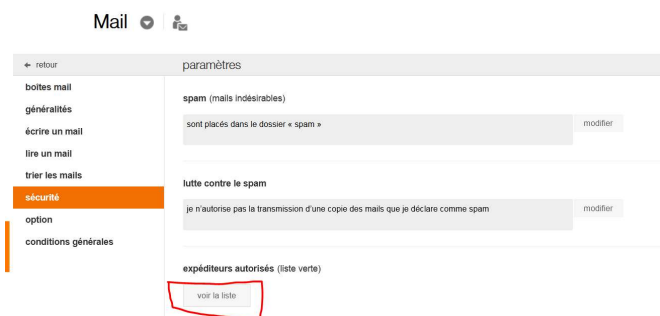 Mail
← retour
paramètres
boîtes mail
généralités
écrire un mail
lire un mail
trier les mails
sécurité
option
conditions générales
spam (mails indésirables)
sont placés dans le dossier « spam »
modifier
lutte contre le spam
je n'autorise pas la transmission d'une copie des mails que je déclare comme spam
modifier
expéditeurs autorisés (liste verte)
voir la liste